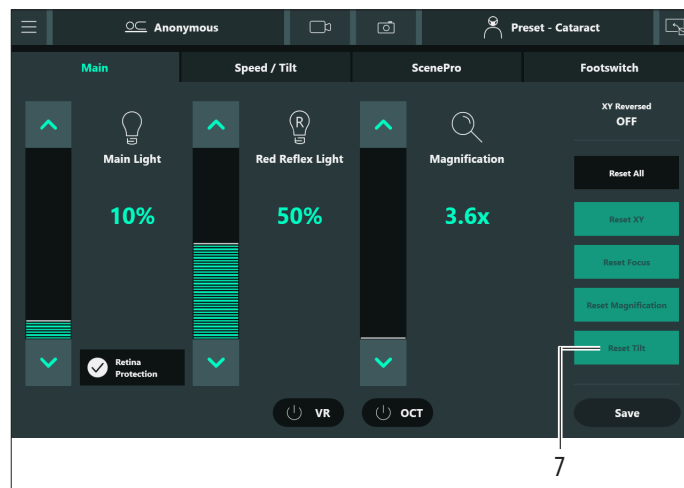 Anonymous
Preset - Cataract
Main
Speed / Tilt
ScenePro
Footswitch
Main Light
10%
Retina
Protection
R
Red Reflex Light
50%
Magnification
3.6x
XY Reversed
OFF
Reset All
Reset XY
Reset Focus
Reset Magnification
Reset Tilt
VR
OCT
Save
7